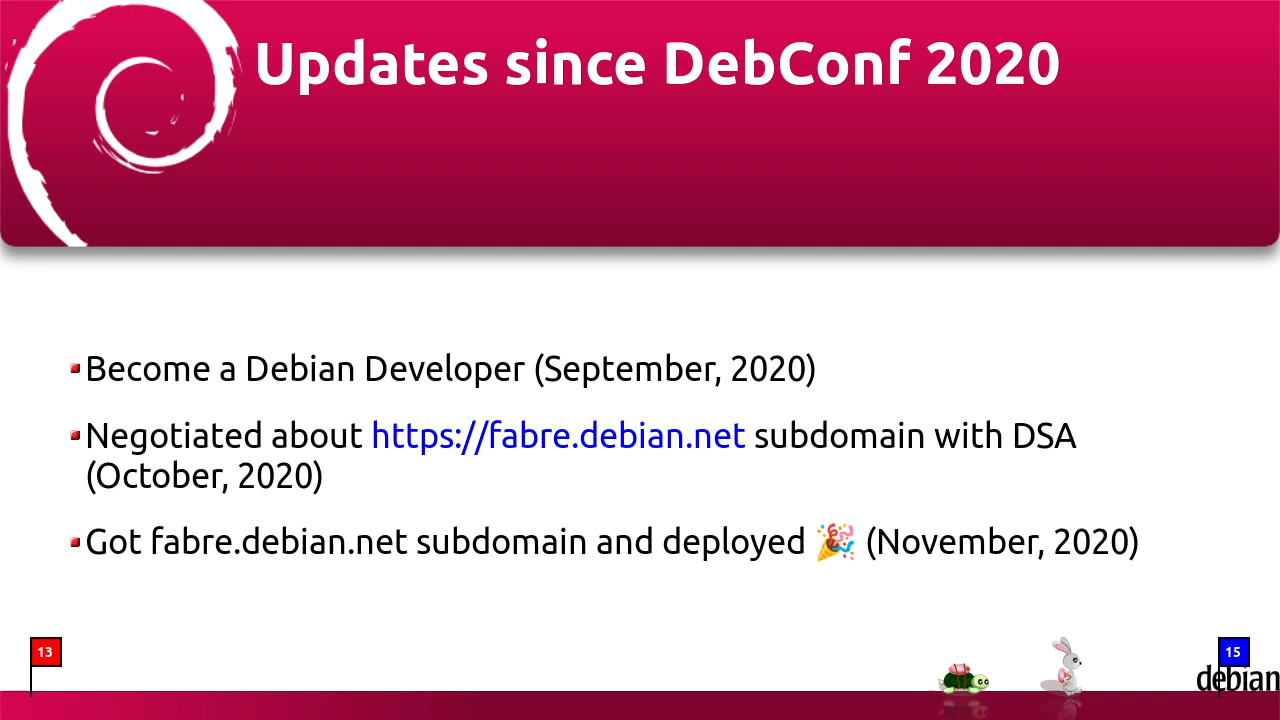 Updates since DebConf 2020
Become a Debian Developer (September, 2020)
Negotiated about https://fabre.debian.net subdomain with DSA
(October, 2020)
Got fabre.debian.net subdomain and deployed 🎉 (November, 2020)
13
15
debian